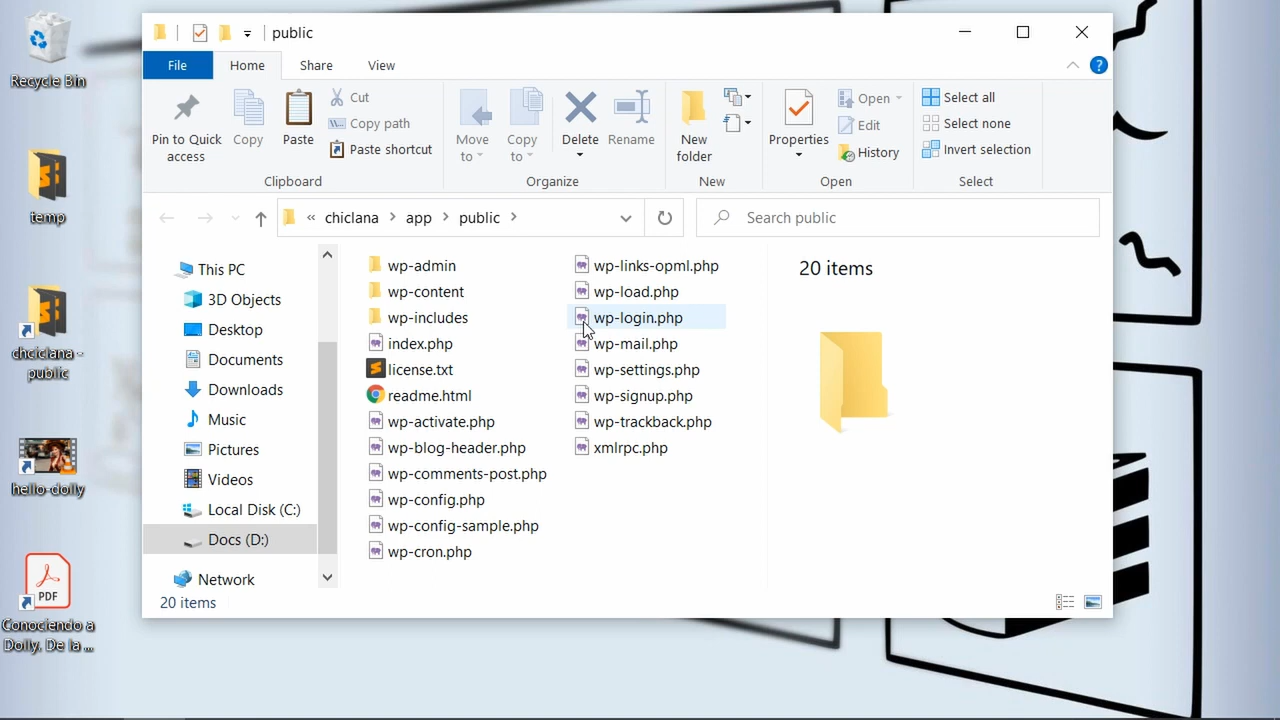 Recycle Bin
temp
chciclana -
public
hello-dolly
PDF
Conociendo a
Dolly. De la ...
public
File
Home
Share
View
?
Pin to Quick
access
Copy
Paste
Cut
Copy path
Paste shortcut
Clipboard
Move
to
Copy
to
Delete
Rename
Organize
New
folder
New
Properties
Open
Edit
History
Open
Select all
Select none
Invert selection
Select
« chiclana > app > public >
Search public
This PC
3D Objects
Desktop
Documents
Downloads
Music
Pictures
Videos
Local Disk (C:)
Docs (D:)
Network
wp-admin
wp-content
wp-includes
index.php
license.txt
readme.html
wp-activate.php
wp-blog-header.php
wp-comments-post.php
wp-config.php
wp-config-sample.php
wp-cron.php
wp-links-opml.php
wp-load.php
wp-login.php
wp-mail.php
wp-settings.php
wp-signup.php
wp-trackback.php
xmlrpc.php
20 items
20 items